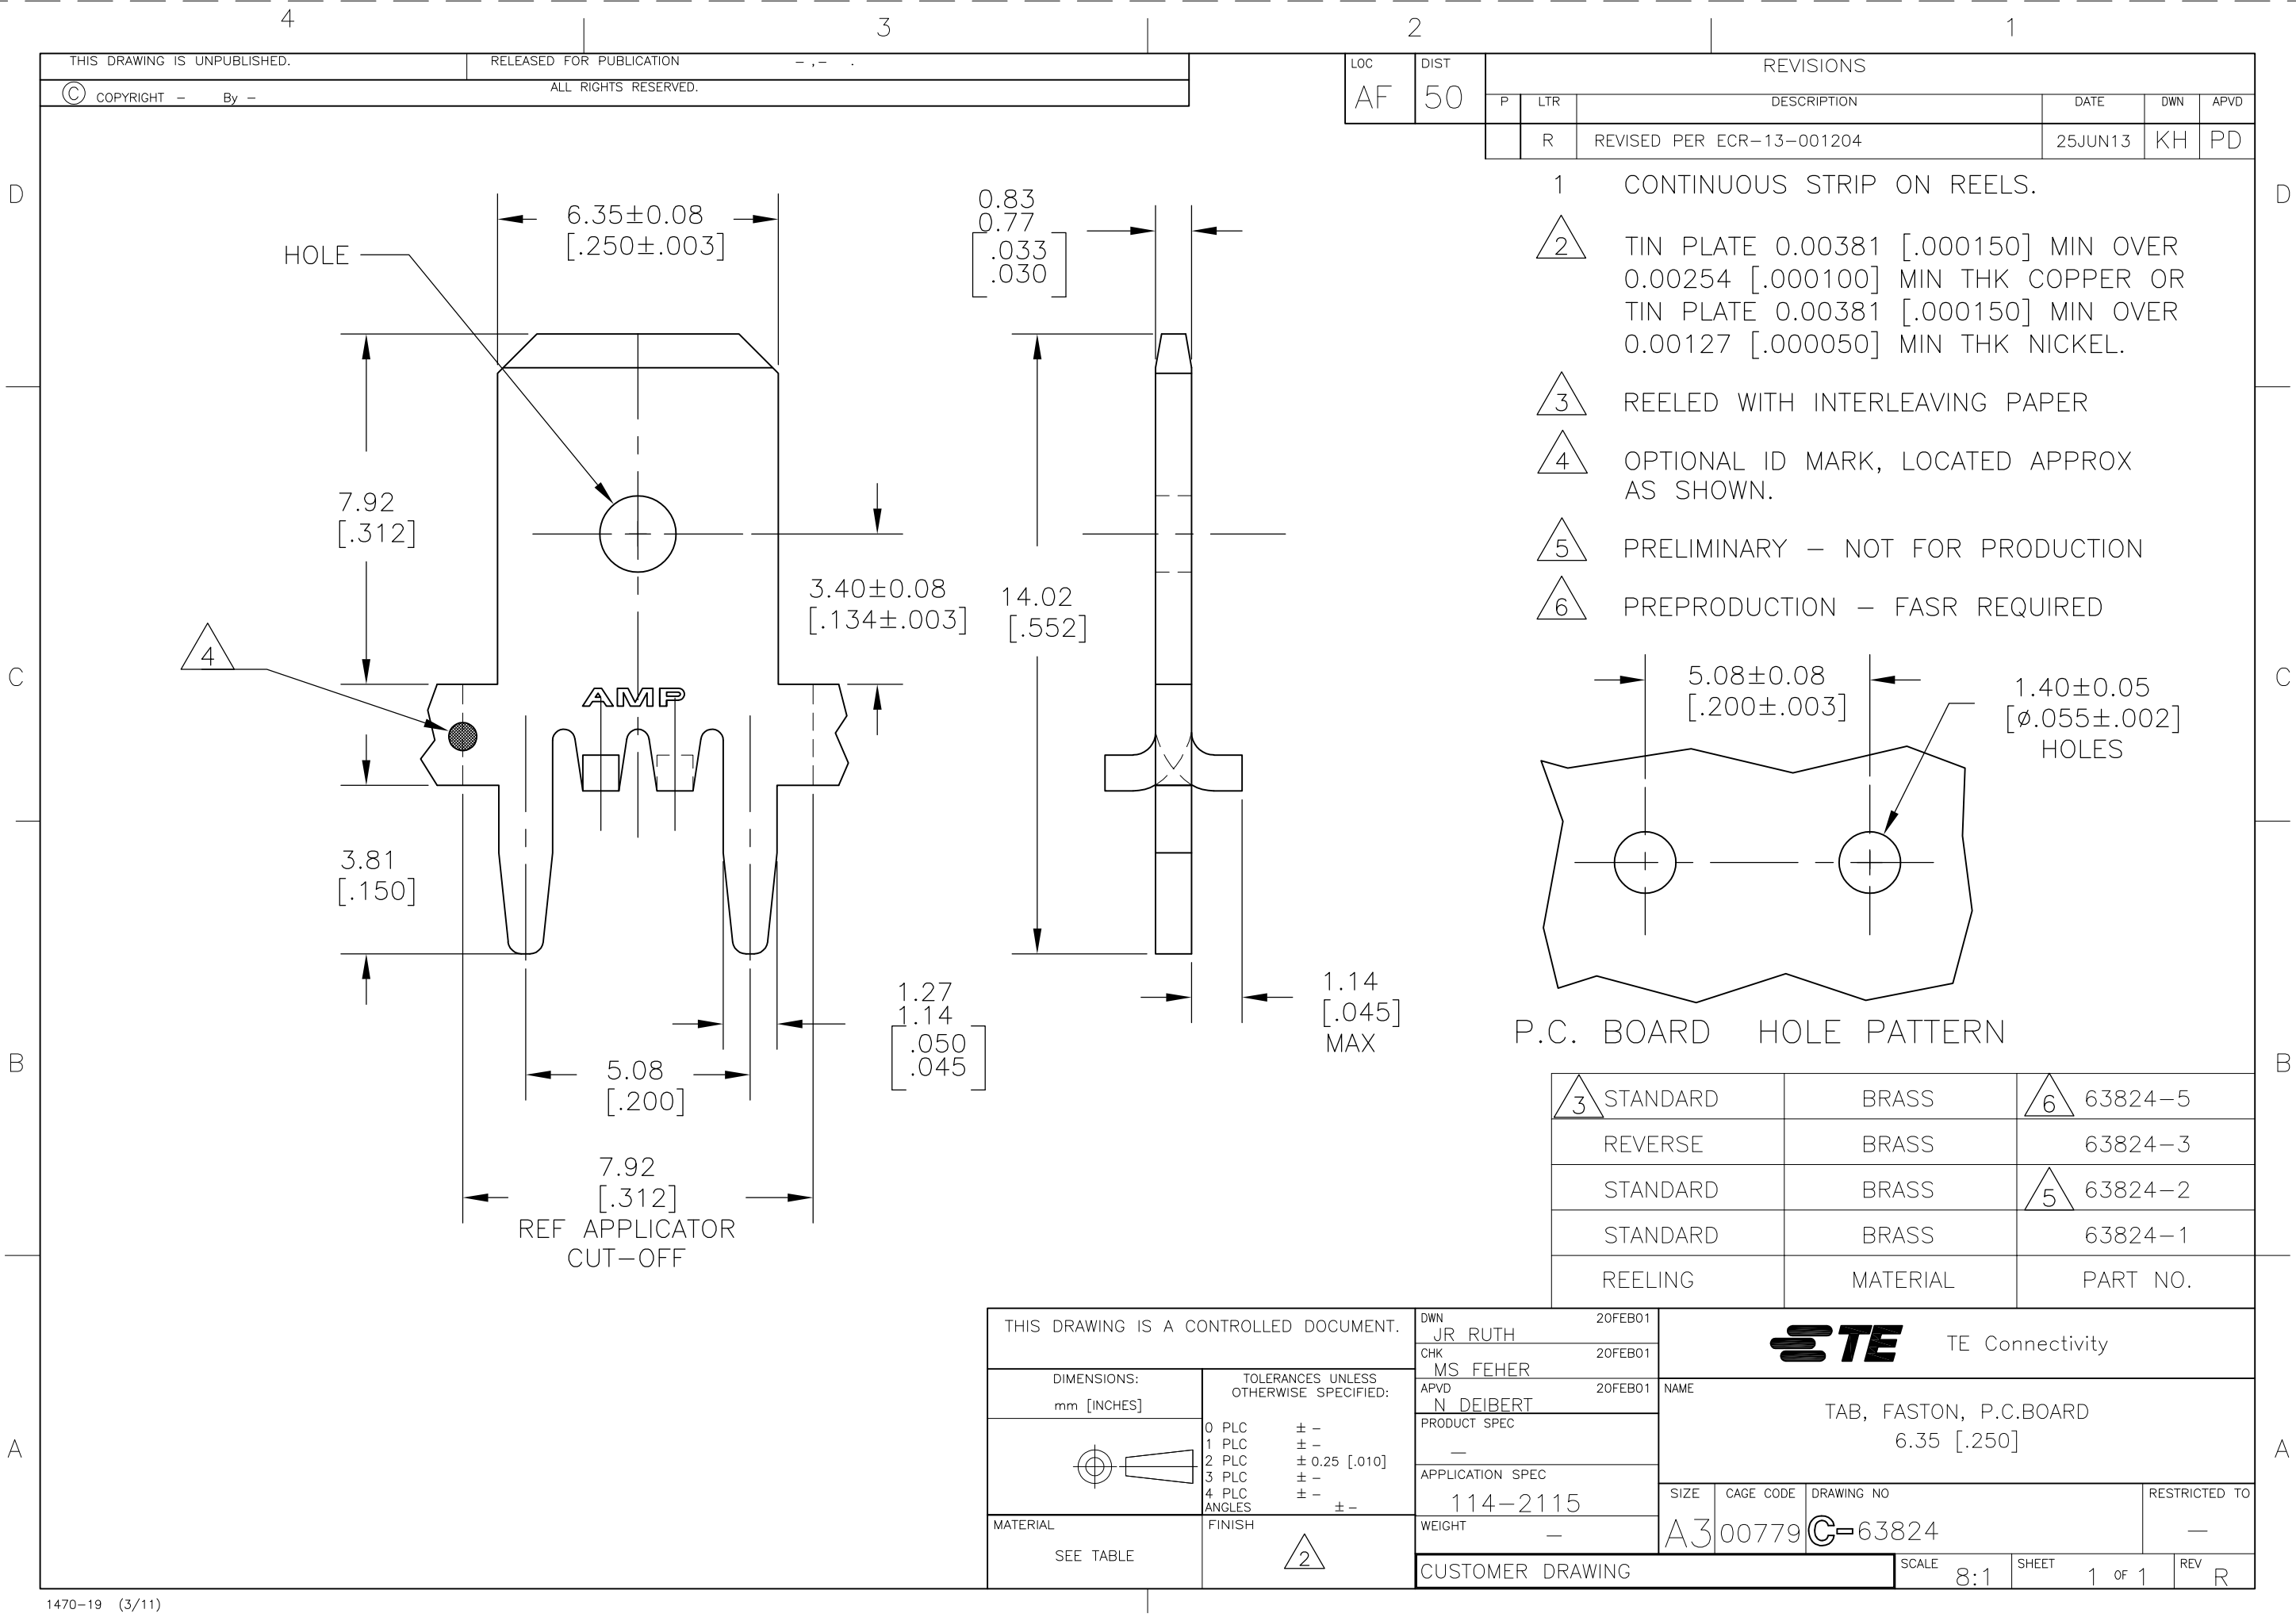 4
3
2
1
THIS DRAWING IS UNPUBLISHED.
RELEASED FOR PUBLICATION – ,– .
© COPYRIGHT – By –
ALL RIGHTS RESERVED.
LOC
AF
DIST
50
REVISIONS
P LTR DESCRIPTION DATE DWN APVD
R REVISED PER ECR–13–001204 25JUN13 KH PD
D
D
C
C
B
B
A
A
1 CONTINUOUS STRIP ON REELS.
2 TIN PLATE 0.00381 [.000150] MIN OVER
0.00254 [.000100] MIN THK COPPER OR
TIN PLATE 0.00381 [.000150] MIN OVER
0.00127 [.000050] MIN THK NICKEL.
3 REELED WITH INTERLEAVING PAPER
4 OPTIONAL ID MARK, LOCATED APPROX
AS SHOWN.
5 PRELIMINARY – NOT FOR PRODUCTION
6 PREPRODUCTION – FASR REQUIRED
6.35±0.08
[.250±.003]
HOLE
0.83
0.77
[.033
.030]
7.92
[.312]
3.40±0.08
[.134±.003]
14.02
[.552]
4
AMP
3.81
[.150]
1.27
1.14
[.050
.045]
5.08
[.200]
7.92
[.312]
REF APPLICATOR
CUT–OFF
1.14
[.045]
MAX
5.08±0.08
[.200±.003]
1.40±0.05
[ø.055±.002]
HOLES
P.C. BOARD HOLE PATTERN
3 STANDARD BRASS 6 63824–5
REVERSE BRASS 63824–3
STANDARD BRASS 5 63824–2
STANDARD BRASS 63824–1
REELING MATERIAL PART NO.
THIS DRAWING IS A CONTROLLED DOCUMENT.
DIMENSIONS:
mm [INCHES]
TOLERANCES UNLESS
OTHERWISE SPECIFIED:
0 PLC ± –
1 PLC ± –
2 PLC ± 0.25 [.010]
3 PLC ± –
4 PLC ± –
ANGLES ± –
MATERIAL
SEE TABLE
FINISH
2
DWN 20FEB01
JR RUTH
CHK 20FEB01
MS FEHER
APVD 20FEB01
N DEIBERT
PRODUCT SPEC
–
APPLICATION SPEC
114–2115
WEIGHT –
CUSTOMER DRAWING
TE TE Connectivity
NAME
TAB, FASTON, P.C.BOARD
6.35 [.250]
SIZE
A3
CAGE CODE
00779
DRAWING NO
C–63824
RESTRICTED TO
–
SCALE 8:1
SHEET 1 OF 1
REV R
1470–19 (3/11)